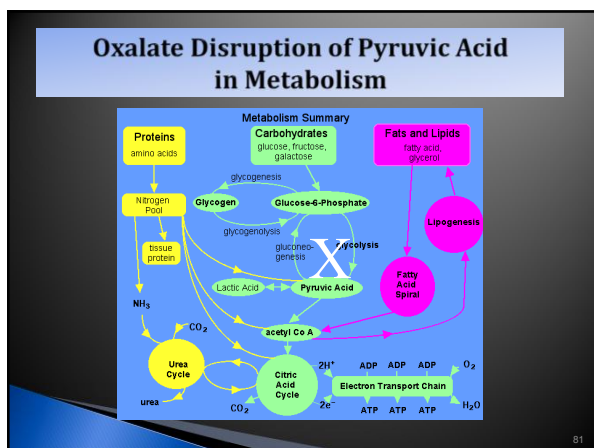 Oxalate Disruption of Pyruvic Acid
in Metabolism
Metabolism Summary
Proteins
amino acids
Carbohydrates
glucose, fructose,
galactose
Fats and Lipids
fatty acid,
glycerol
glycogenesis
Nitrogen
Pool
Glycogen
Glucose-6-Phosphate
glycogenolysis
Lipogenesis
tissue
protein
gluconeo-
genesis
X
glycolysis
Lactic Acid
Pyruvic Acid
Fatty
Acid
Spiral
NH₃
CO₂
acetyl Co A
Urea
Cycle
urea
Citric
Acid
Cycle
CO₂
2H⁺
2e⁻
ADP ADP ADP
Electron Transport Chain
ATP ATP ATP
O₂
H₂O
81